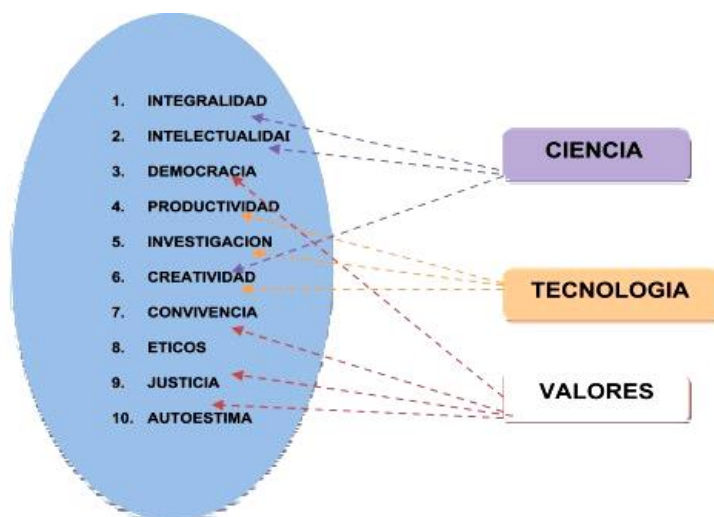 1. INTEGRALIDAD
2. INTELECTUALIDAD
3. DEMOCRACIA
4. PRODUCTIVIDAD
5. INVESTIGACION
6. CREATIVIDAD
7. CONVIVENCIA
8. ETICOS
9. JUSTICIA
10. AUTOESTIMA
CIENCIA
TECNOLOGIA
VALORES